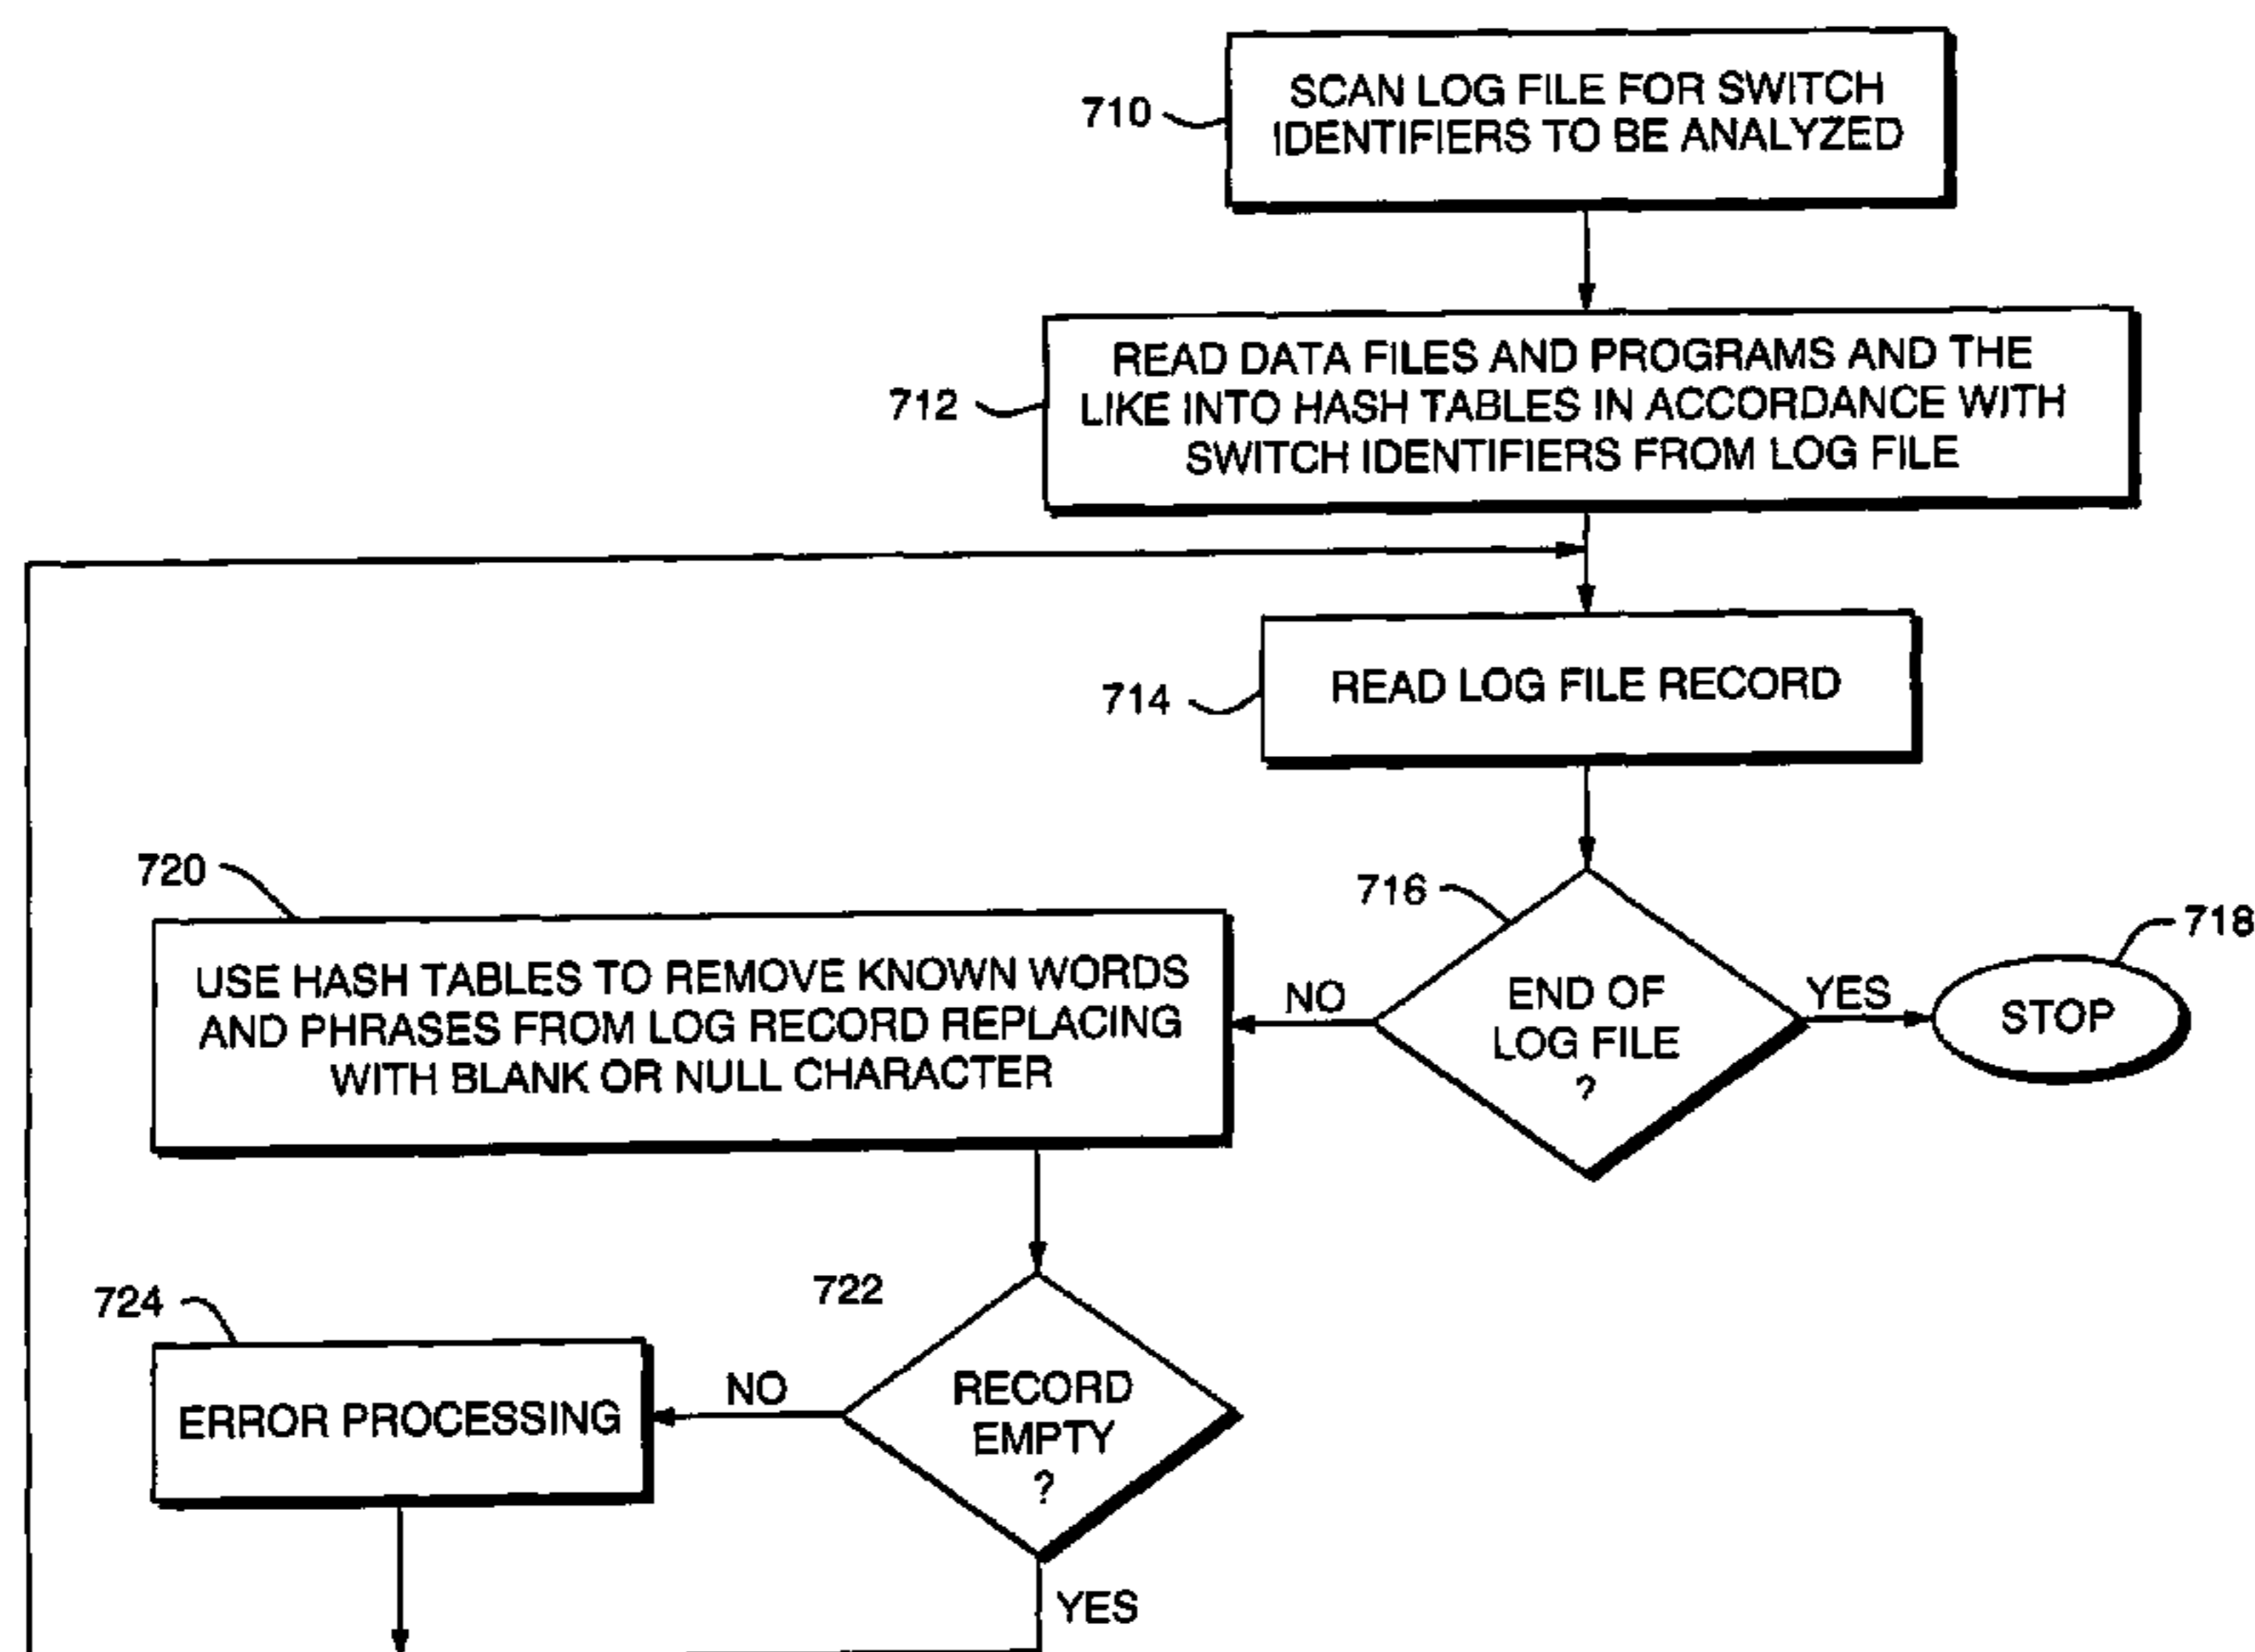 710
SCAN LOG FILE FOR SWITCH
IDENTIFIERS TO BE ANALYZED
712
READ DATA FILES AND PROGRAMS AND THE
LIKE INTO HASH TABLES IN ACCORDANCE WITH
SWITCH IDENTIFIERS FROM LOG FILE
714
READ LOG FILE RECORD
716
END OF
LOG FILE
?
YES
718
STOP
NO
720
USE HASH TABLES TO REMOVE KNOWN WORDS
AND PHRASES FROM LOG RECORD REPLACING
WITH BLANK OR NULL CHARACTER
722
RECORD
EMPTY
?
NO
724
ERROR PROCESSING
YES